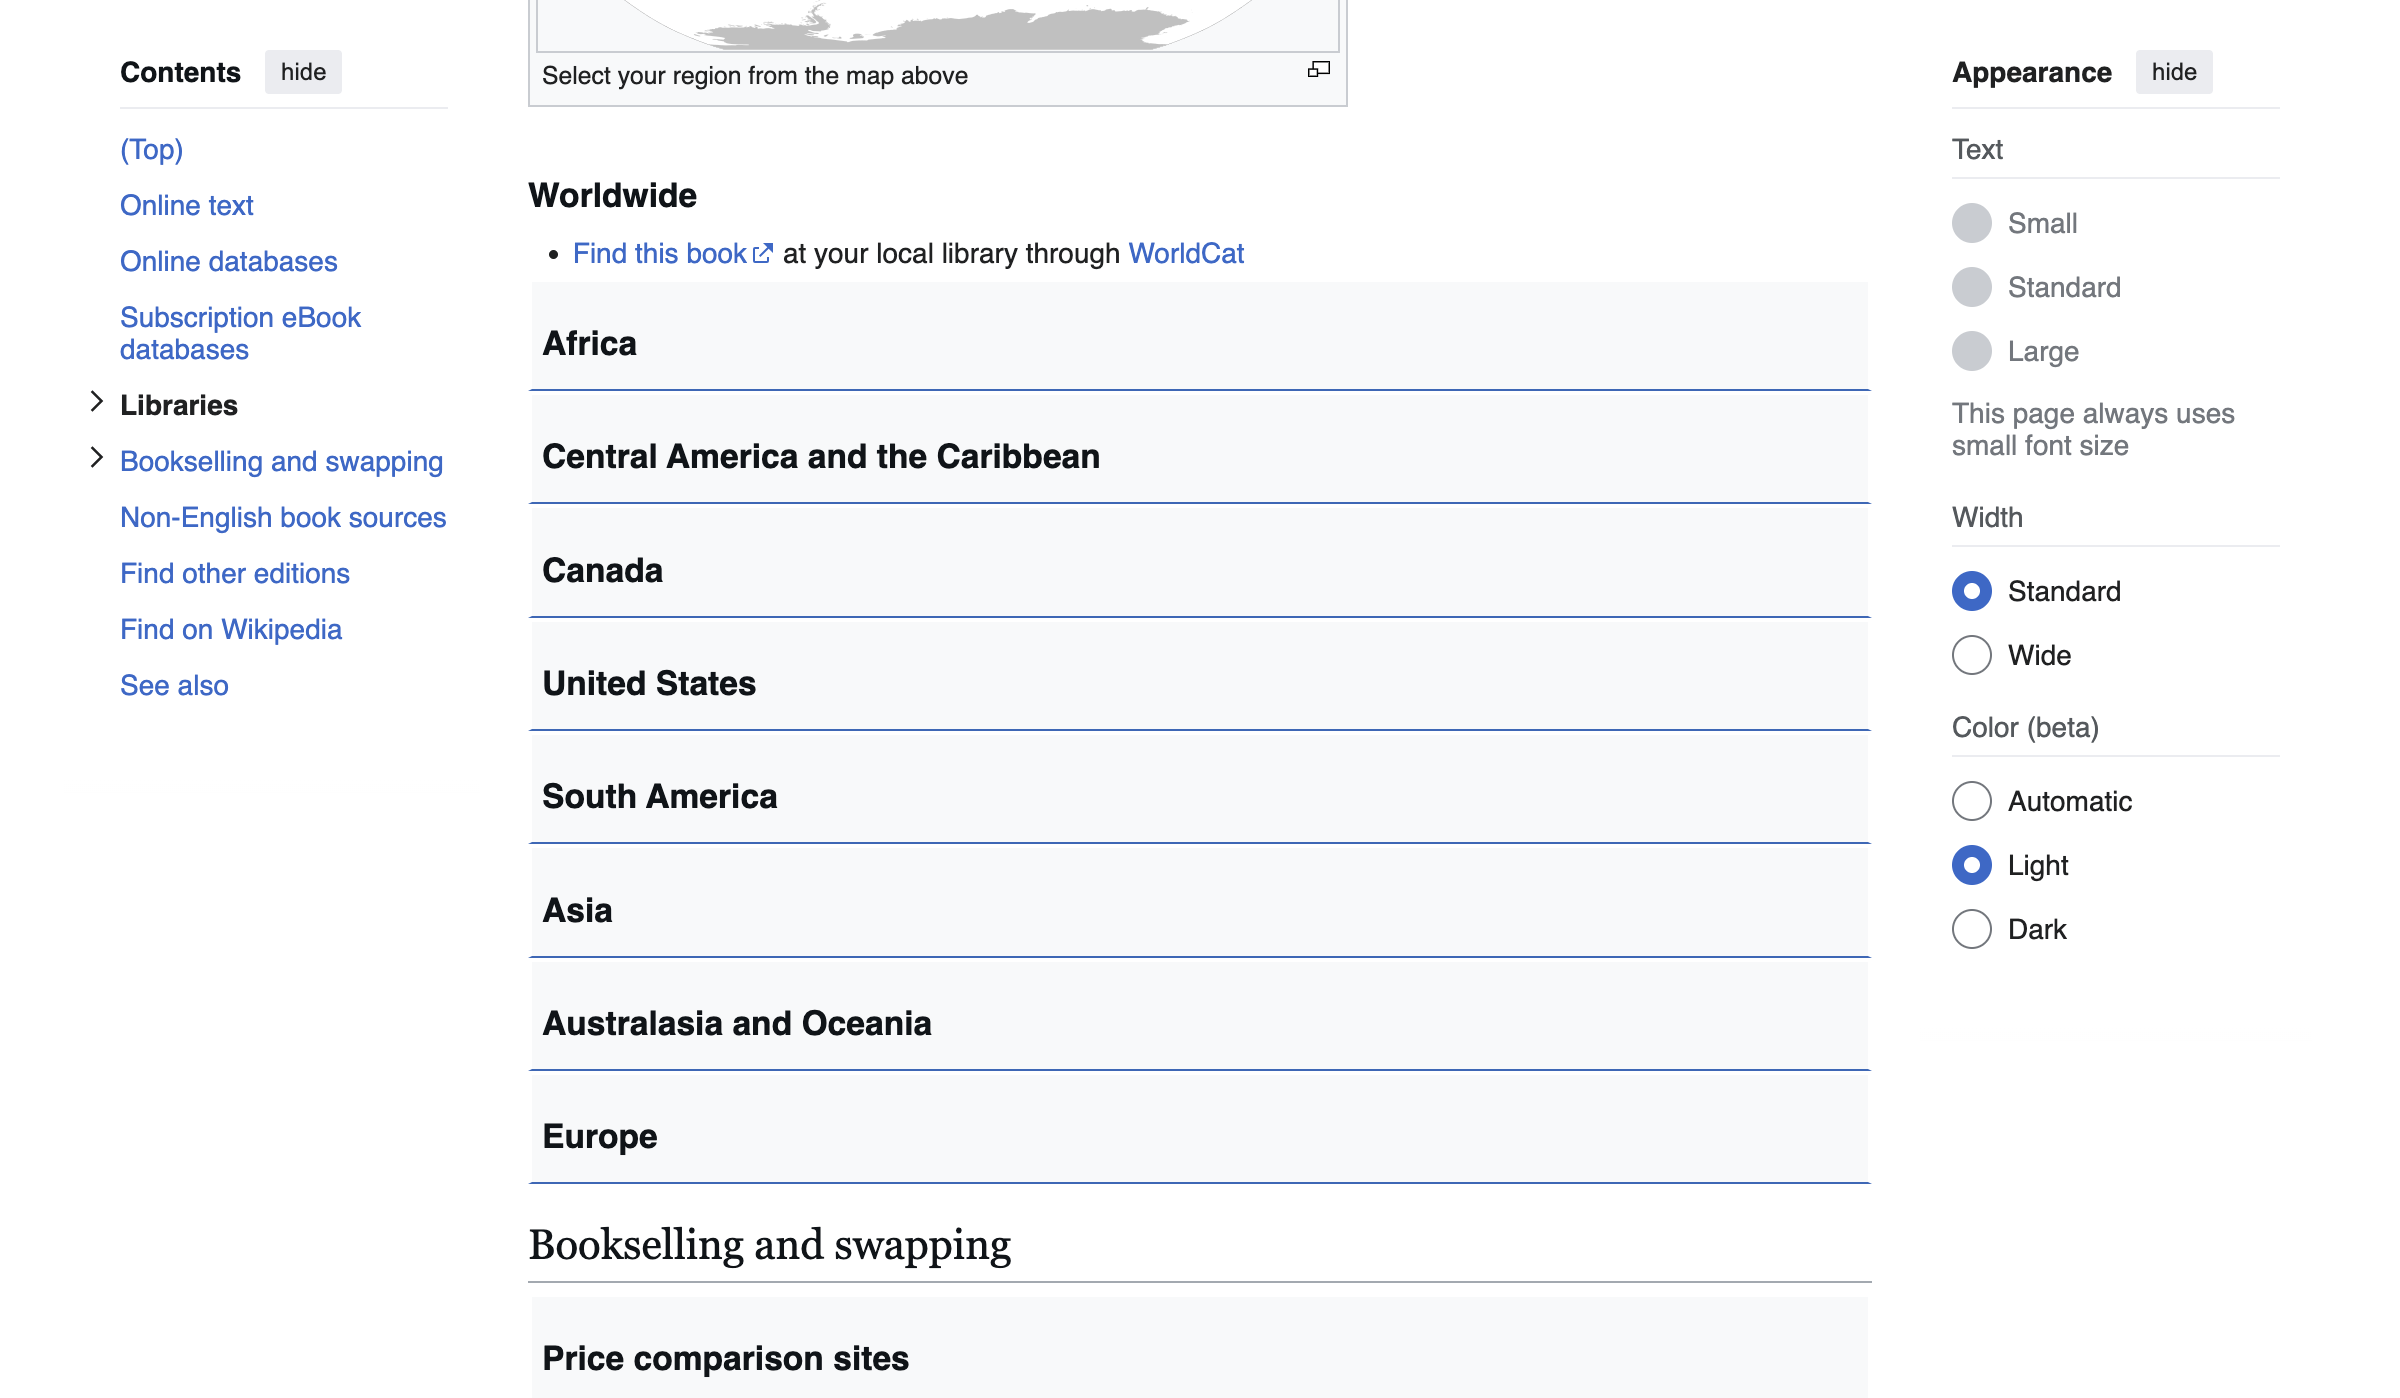 Contents hide
(Top)
Online text
Online databases
Subscription eBook
databases
Libraries
Bookselling and swapping
Non-English book sources
Find other editions
Find on Wikipedia
See also
Select your region from the map above
Worldwide
• Find this book at your local library through WorldCat
Africa
Central America and the Caribbean
Canada
United States
South America
Asia
Australasia and Oceania
Europe
Bookselling and swapping
Price comparison sites
Appearance hide
Text
Small
Standard
Large
This page always uses
small font size
Width
Standard
Wide
Color (beta)
Automatic
Light
Dark